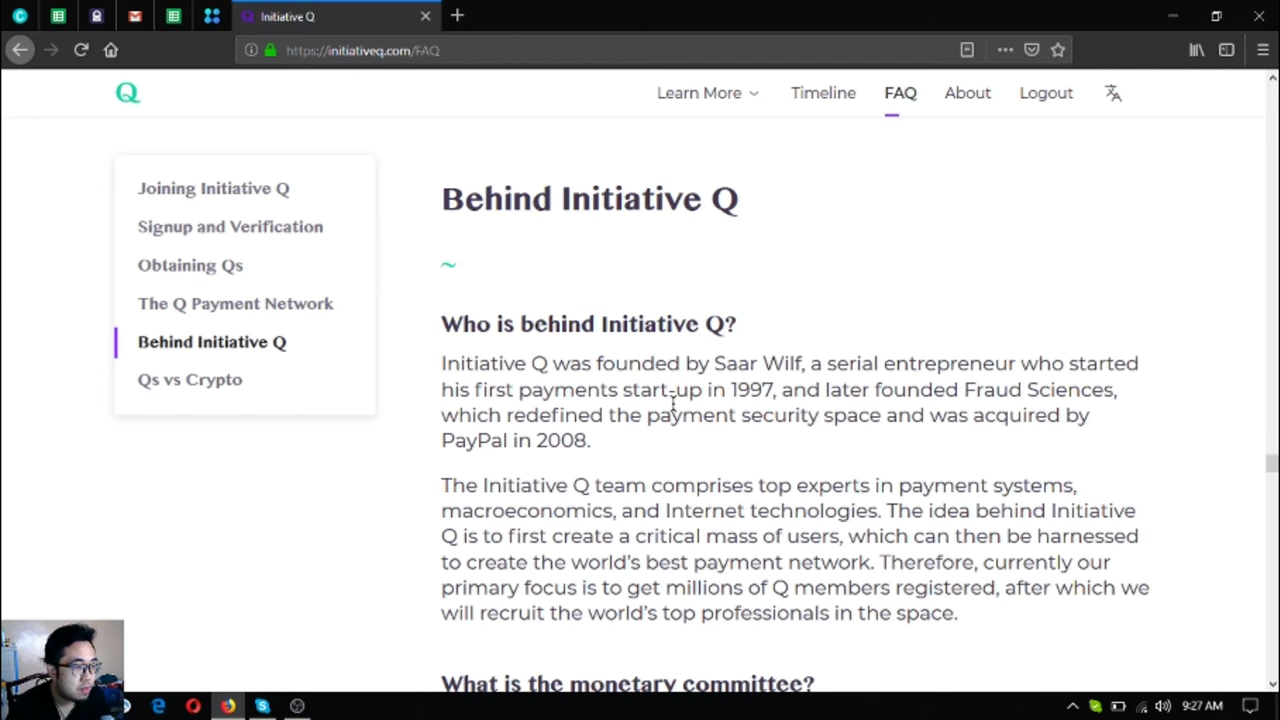 Initiative Q
https://initiativeq.com/FAQ
Q
Learn More
Timeline
FAQ
About
Logout
Joining Initiative Q
Signup and Verification
Obtaining Qs
The Q Payment Network
Behind Initiative Q
Qs vs Crypto
Behind Initiative Q
~
Who is behind Initiative Q?
Initiative Q was founded by Saar Wilf, a serial entrepreneur who started
his first payments start-up in 1997, and later founded Fraud Sciences,
which redefined the payment security space and was acquired by
PayPal in 2008.
The Initiative Q team comprises top experts in payment systems,
macroeconomics, and Internet technologies. The idea behind Initiative
Q is to first create a critical mass of users, which can then be harnessed
to create the world's best payment network. Therefore, currently our
primary focus is to get millions of Q members registered, after which we
will recruit the world's top professionals in the space.
What is the monetary committee?
9:27 AM